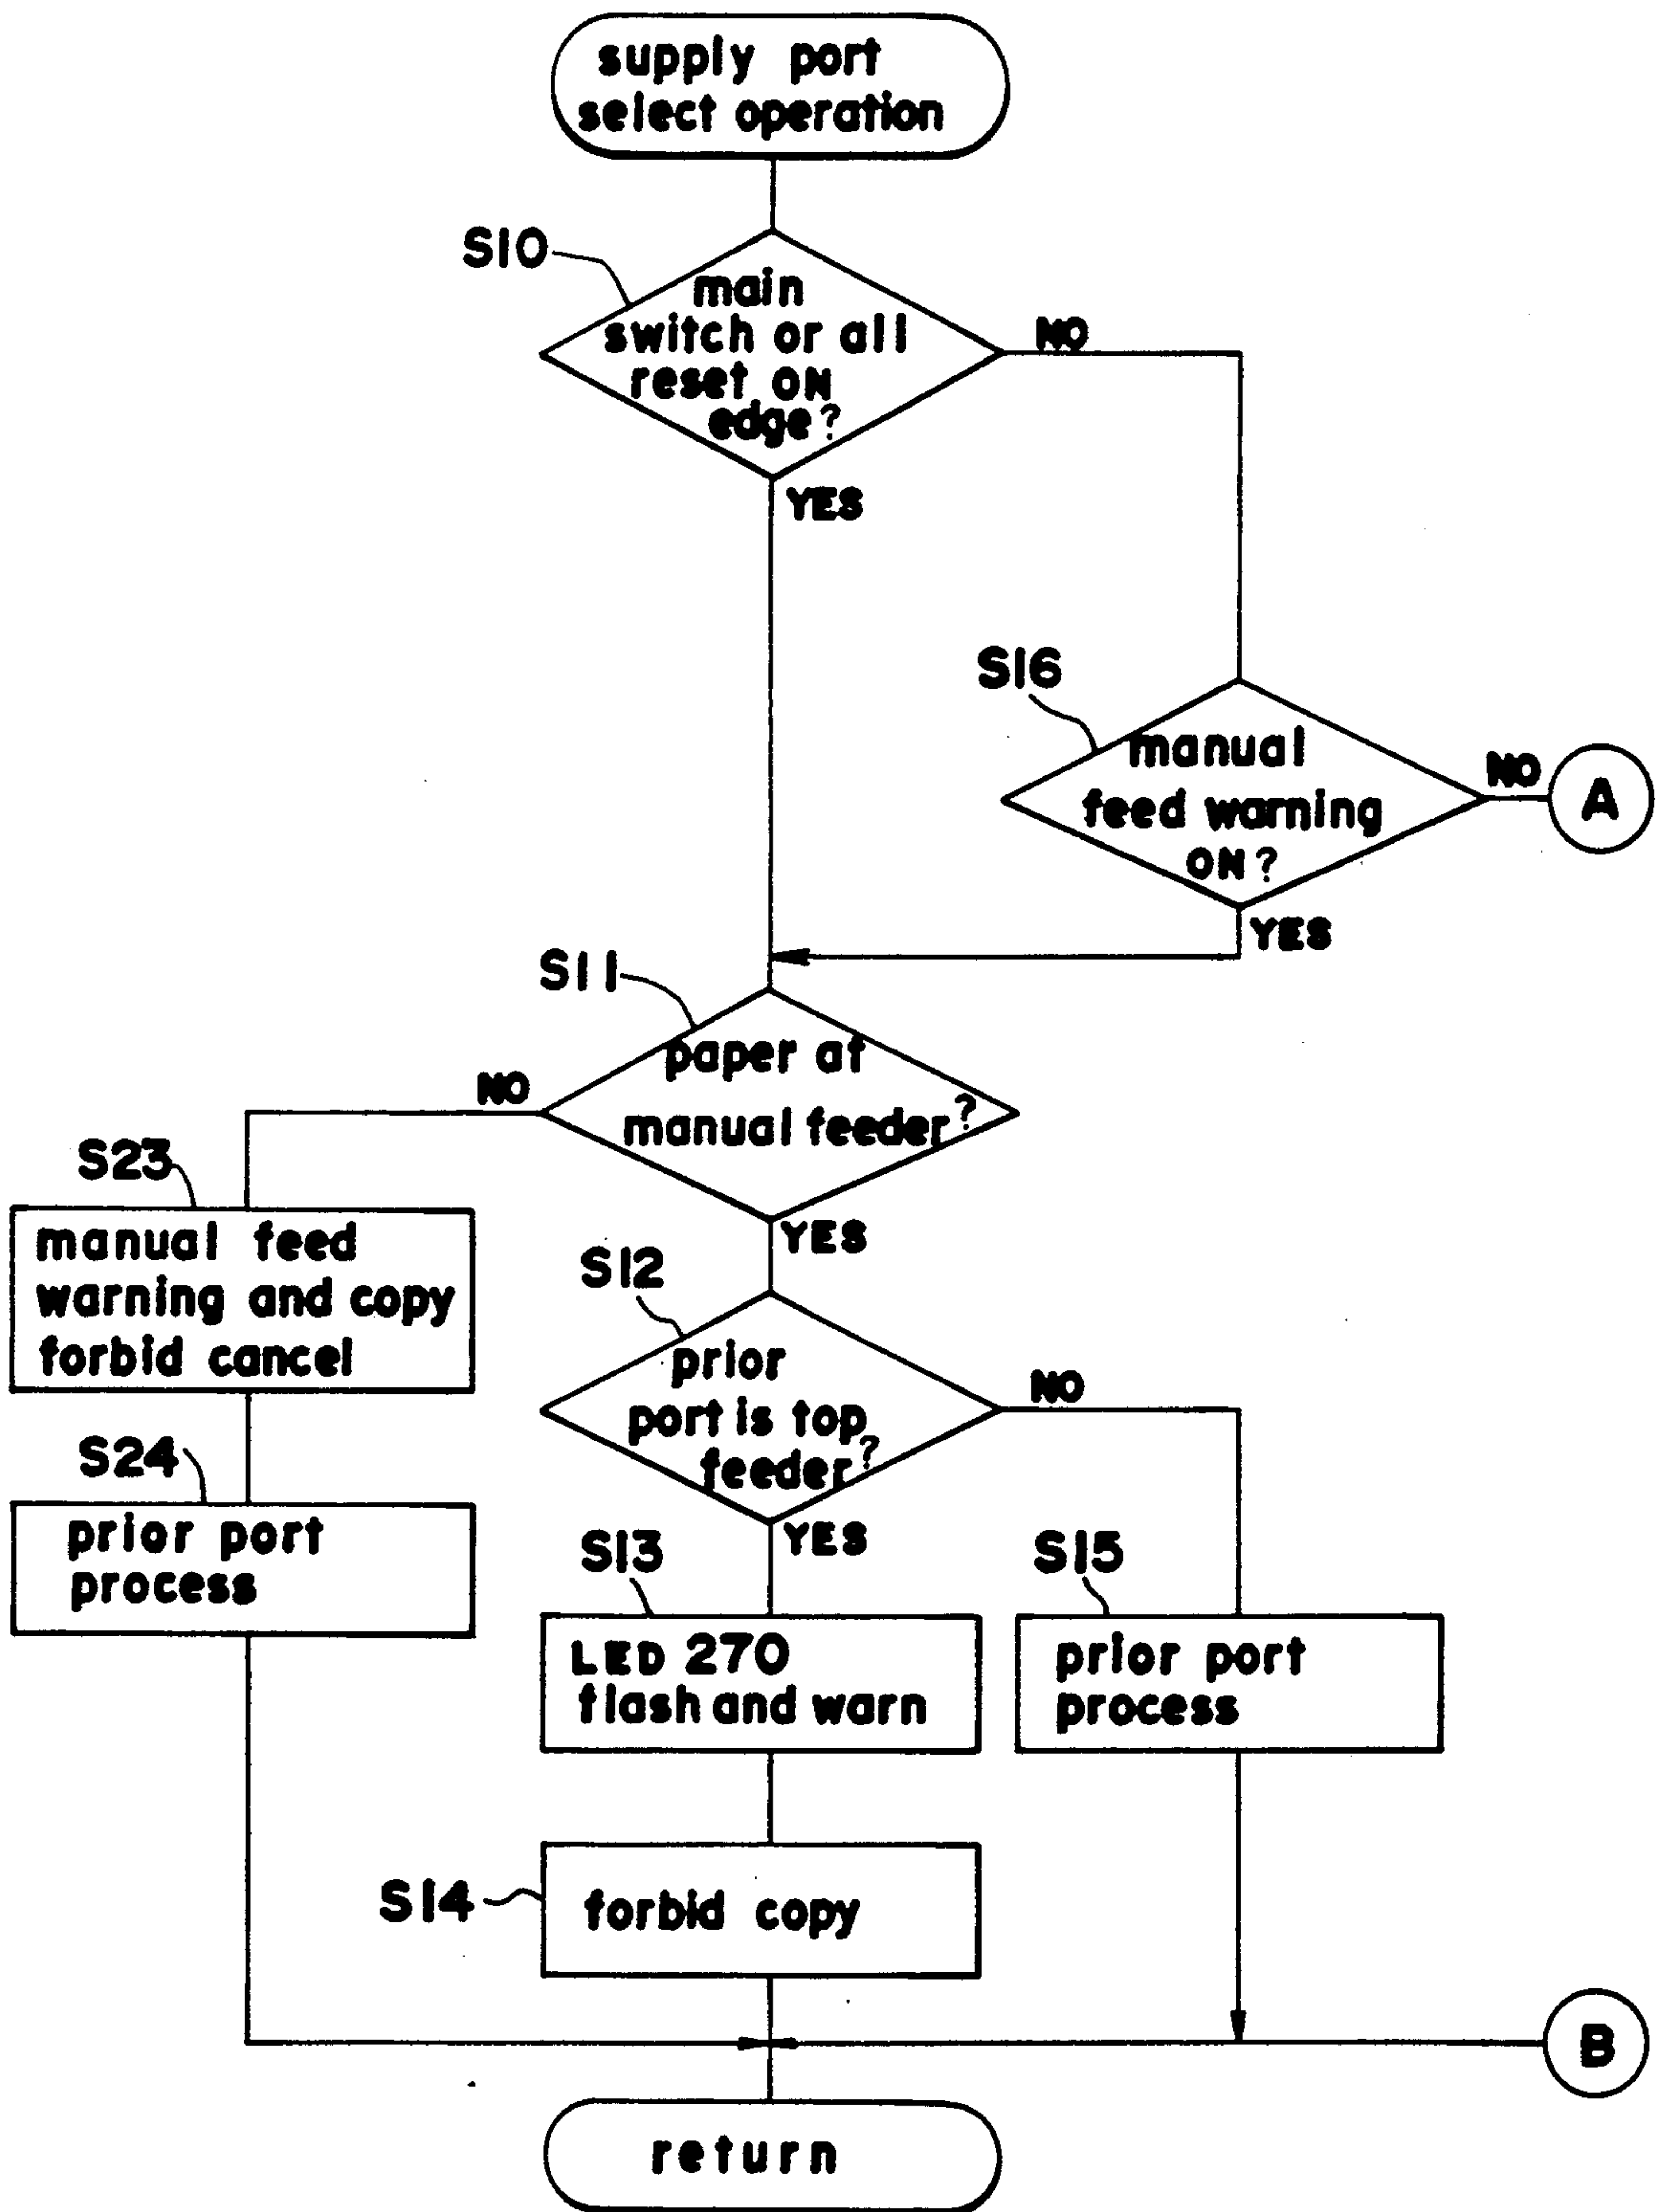 supply port
select operation
S10
main
switch or all
reset ON
edge?
NO
YES
S16
manual
feed warning
ON?
NO
A
YES
S11
paper at
manual feeder?
NO
YES
S23
manual feed
warning and copy
forbid cancel
S12
prior
port is top
feeder?
NO
YES
S24
prior port
process
S13
LED 270
flash and warn
S15
prior port
process
S14
forbid copy
B
return